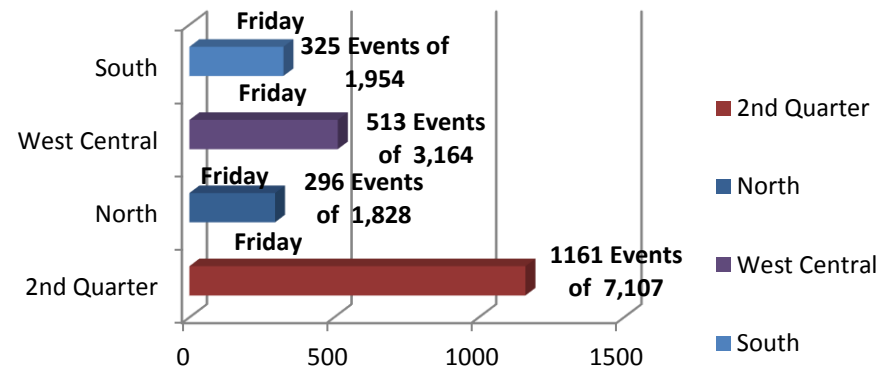 Friday
South
325 Events of
1,954
Friday
West Central
513 Events
of 3,164
Friday
North
296 Events
of 1,828
Friday
2nd Quarter
1161 Events
of 7,107
0 500 1000 1500
2nd Quarter
North
West Central
South